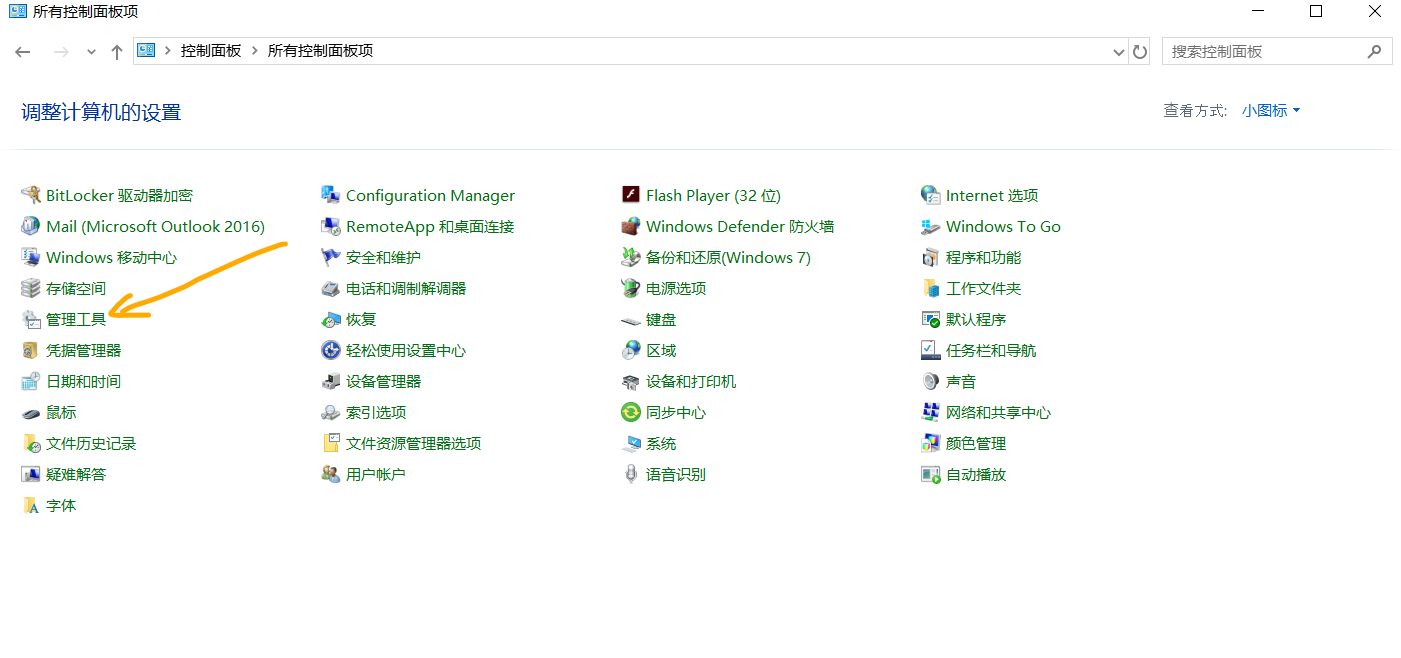 所有控制面板项
控制面板 所有控制面板项 搜索控制面板
调整计算机的设置 查看方式: 小图标
BitLocker 驱动器加密 Configuration Manager Flash Player (32 位) Internet 选项
Mail (Microsoft Outlook 2016) RemoteApp 和桌面连接 Windows Defender 防火墙 Windows To Go
Windows 移动中心 安全和维护 备份和还原(Windows 7) 程序和功能
存储空间 电话和调制解调器 电源选项 工作文件夹
管理工具 恢复 键盘 默认程序
凭据管理器 轻松使用设置中心 区域 任务栏和导航
日期和时间 设备管理器 设备和打印机 声音
鼠标 索引选项 同步中心 网络和共享中心
文件历史记录 文件资源管理器选项 系统 颜色管理
疑难解答 用户帐户 语音识别 自动播放
字体